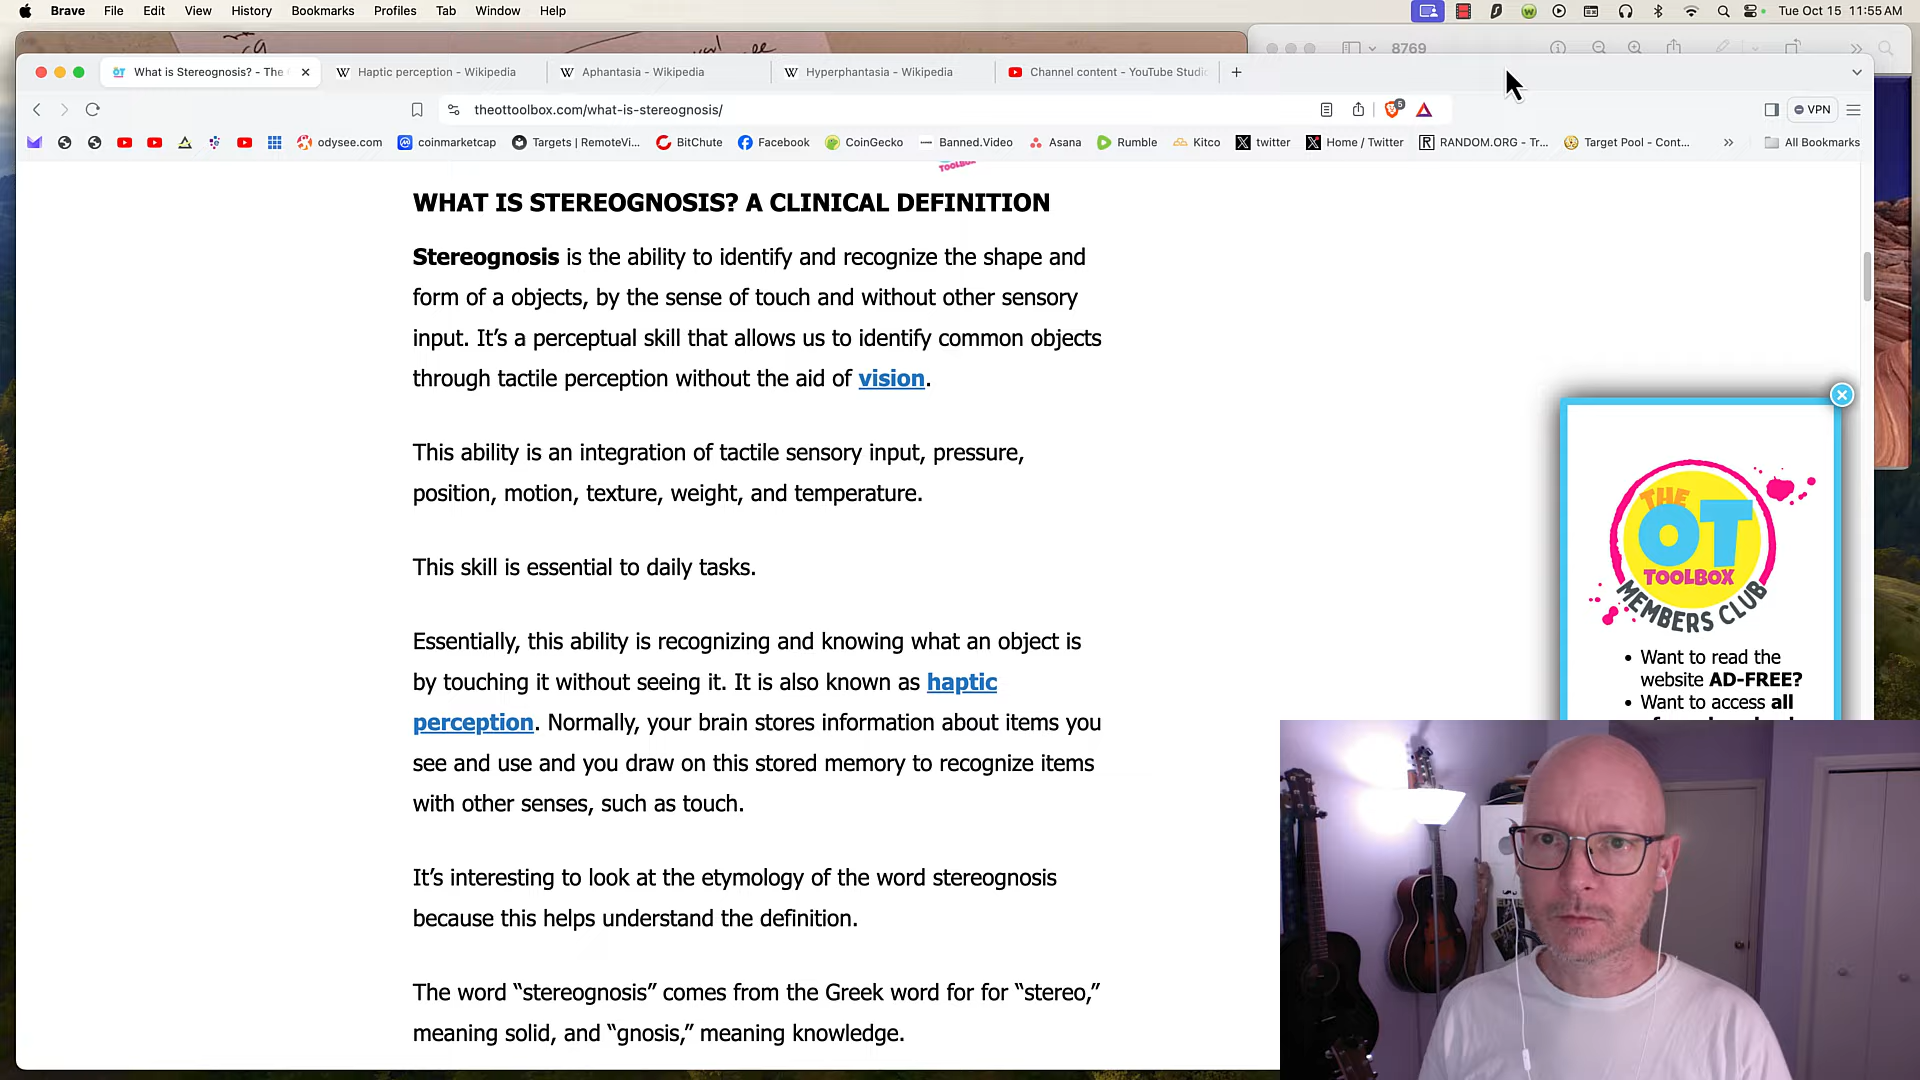 Brave File Edit View History Bookmarks Profiles Tab Window Help Tue Oct 15 11:55 AM
8769
What is Stereognosis? - The Haptic perception - Wikipedia Aphantasia - Wikipedia Hyperphantasia - Wikipedia Channel content - YouTube Studio
theottoolbox.com/what-is-stereognosis/ 5 VPN
odysee.com coinmarketcap Targets | RemoteVi... BitChute Facebook CoinGecko Banned.Video Asana Rumble Kitco twitter Home / Twitter RANDOM.ORG - Tr... Target Pool - Cont... All Bookmarks
TOOLBOX
WHAT IS STEREOGNOSIS? A CLINICAL DEFINITION
Stereognosis is the ability to identify and recognize the shape and
form of a objects, by the sense of touch and without other sensory
input. It’s a perceptual skill that allows us to identify common objects
through tactile perception without the aid of vision.
This ability is an integration of tactile sensory input, pressure,
position, motion, texture, weight, and temperature.
This skill is essential to daily tasks.
Essentially, this ability is recognizing and knowing what an object is
by touching it without seeing it. It is also known as haptic
perception. Normally, your brain stores information about items you
see and use and you draw on this stored memory to recognize items
with other senses, such as touch.
It’s interesting to look at the etymology of the word stereognosis
because this helps understand the definition.
The word “stereognosis” comes from the Greek word for for “stereo,”
meaning solid, and “gnosis,” meaning knowledge.
THE
OT
TOOLBOX
MEMBERS CLUB
• Want to read the
website AD-FREE?
• Want to access all